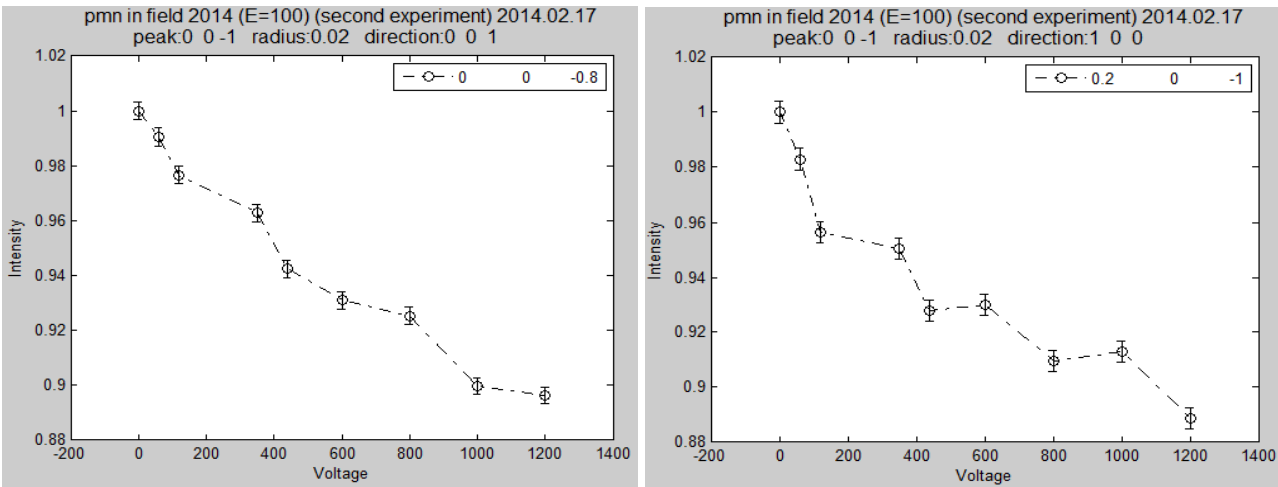 pmn in field 2014 (E=100) (second experiment) 2014.02.17
peak:0 0 -1 radius:0.02 direction:0 0 1
1.02
1
0.98
0.96
0.94
0.92
0.9
0.88
Intensity
0 0 -0.8
-200 0 200 400 600 800 1000 1200 1400
Voltage
pmn in field 2014 (E=100) (second experiment) 2014.02.17
peak:0 0 -1 radius:0.02 direction:1 0 0
1.02
1
0.98
0.96
0.94
0.92
0.9
0.88
Intensity
0.2 0 -1
-200 0 200 400 600 800 1000 1200 1400
Voltage